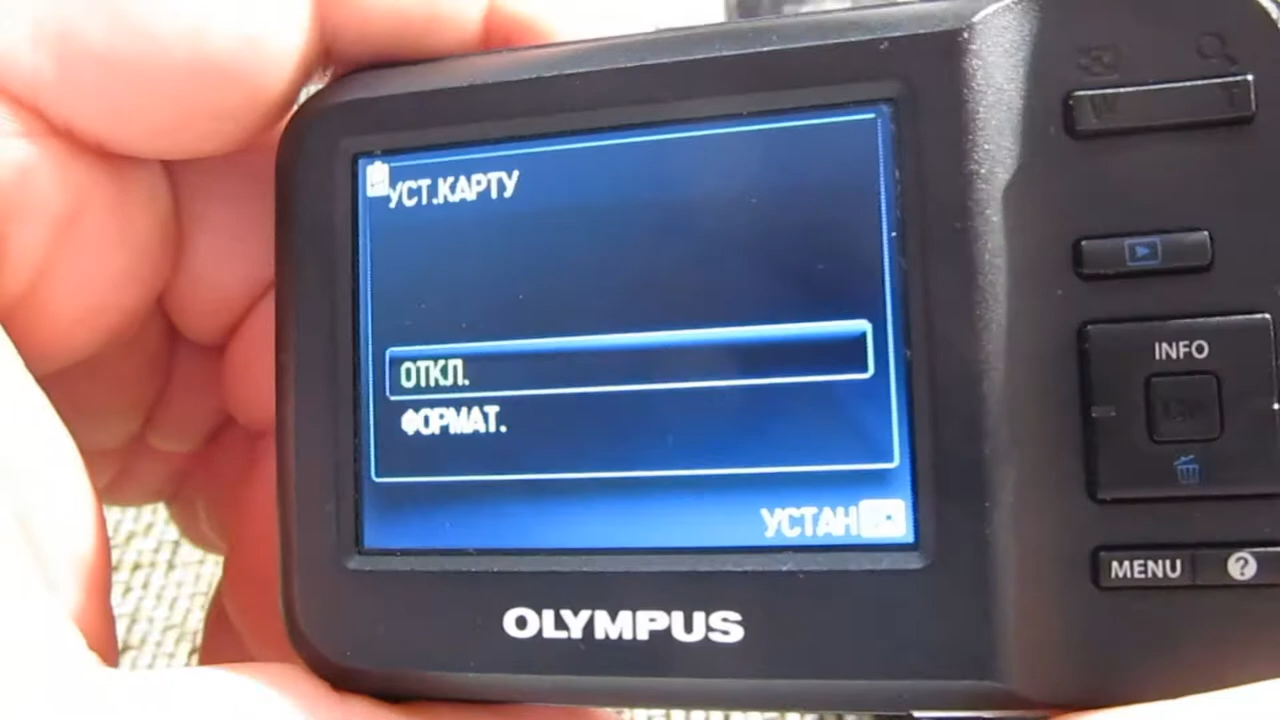 W T
УСТ.КАРТУ
INFO
ОТКЛ.
ФОРМАТ.
УСТАН
MENU ?
OLYMPUS